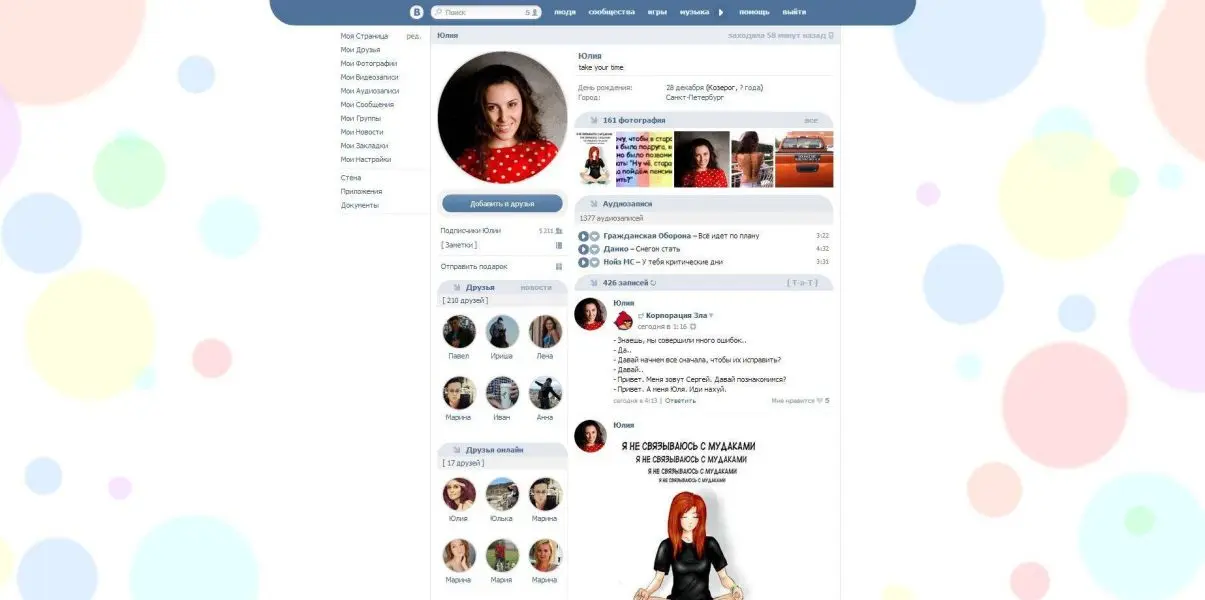 В Поиск 5 люди сообщества игры музыка помощь выйти
Моя Страница ред.
Мои Друзья
Мои Фотографии
Мои Видеозаписи
Мои Аудиозаписи
Мои Сообщения
Мои Группы
Мои Новости
Мои Закладки
Мои Настройки
Стена
Приложения
Документы
Юлия заходила 58 минут назад
Добавить в друзья
Подписчики Юлии 5 211
[ Заметки ]
Отправить подарок
Друзья новости
[ 210 друзей ]
Павел Ириша Лена
Марина Иван Анна
Друзья онлайн
[ 17 друзей ]
Юлия Юлька Марина
Марина Мария Марина
Юлия
take your time
День рождения: 28 декабря (Козерог, ? года)
Город: Санкт-Петербург
161 фотография все
Аудиозаписи
1377 аудиозаписей
Гражданская Оборона – Всё идет по плану 3:22
Данко – Снегом стать 4:32
Нойз МС – У тебя критические дни 3:31
426 записей [ Т-а-Т ]
Юлия
Корпорация Зла
сегодня в 1:16
- Знаешь, мы совершили много ошибок..
- Да..
- Давай начнем все сначала, чтобы их исправить?
- Давай..
- Привет. Меня зовут Сергей. Давай познакомимся?
- Привет. А меня Юля. Иди нахуй.
сегодня в 4:13 | Ответить Мне нравится 5
Юлия
Я НЕ СВЯЗЫВАЮСЬ С МУДАКАМИ
Я НЕ СВЯЗЫВАЮСЬ С МУДАКАМИ
Я НЕ СВЯЗЫВАЮСЬ С МУДАКАМИ
Я НЕ СВЯЗЫВАЮСЬ С МУДАКАМИ